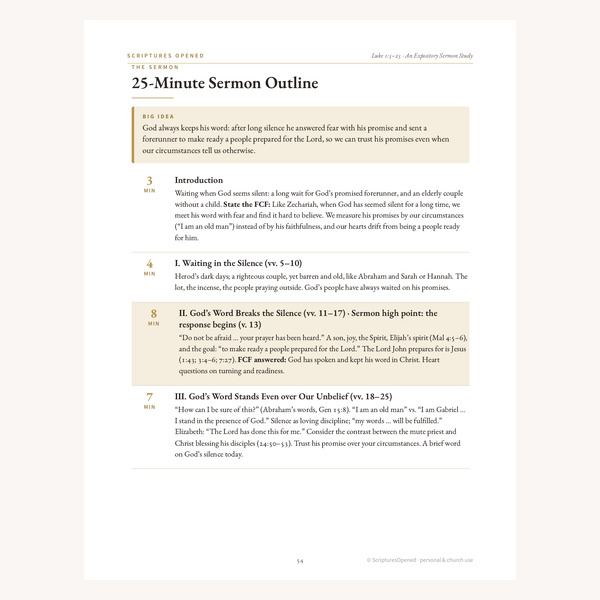 SCRIPTURES OPENED
Luke 1:5–25 · An Expository Sermon Study
THE SERMON
25-Minute Sermon Outline
BIG IDEA
God always keeps his word: after long silence he answered fear with his promise and sent a
forerunner to make ready a people prepared for the Lord, so we can trust his promises even when
our circumstances tell us otherwise.
3
MIN
Introduction
Waiting when God seems silent: a long wait for God's promised forerunner, and an elderly couple
without a child. State the FCF: Like Zechariah, when God has seemed silent for a long time, we
meet his word with fear and find it hard to believe. We measure his promises by our circumstances
(“I am an old man”) instead of by his faithfulness, and our hearts drift from being a people ready
for him.
4
MIN
I. Waiting in the Silence (vv. 5–10)
Herod's dark days; a righteous couple, yet barren and old, like Abraham and Sarah or Hannah. The
lot, the incense, the people praying outside. God's people have always waited on his promises.
8
MIN
II. God's Word Breaks the Silence (vv. 11–17) · Sermon high point: the
response begins (v. 13)
“Do not be afraid ... your prayer has been heard.” A son, joy, the Spirit, Elijah's spirit (Mal 4:5–6),
and the goal: “to make ready a people prepared for the Lord.” The Lord John prepares for is Jesus
(1:43; 3:4–6; 7:27). FCF answered: God has spoken and kept his word in Christ. Heart
questions on turning and readiness.
7
MIN
III. God's Word Stands Even over Our Unbelief (vv. 18–25)
“How can I be sure of this?” (Abraham's words, Gen 15:8). “I am an old man” vs. “I am Gabriel ...
I stand in the presence of God.” Silence as loving discipline; “my words ... will be fulfilled.”
Elizabeth: “The Lord has done this for me.” Consider the contrast between the mute priest and
Christ blessing his disciples (24:50–53). Trust his promise over your circumstances. A brief word
on God's silence today.
54
© ScripturesOpened · personal & church use